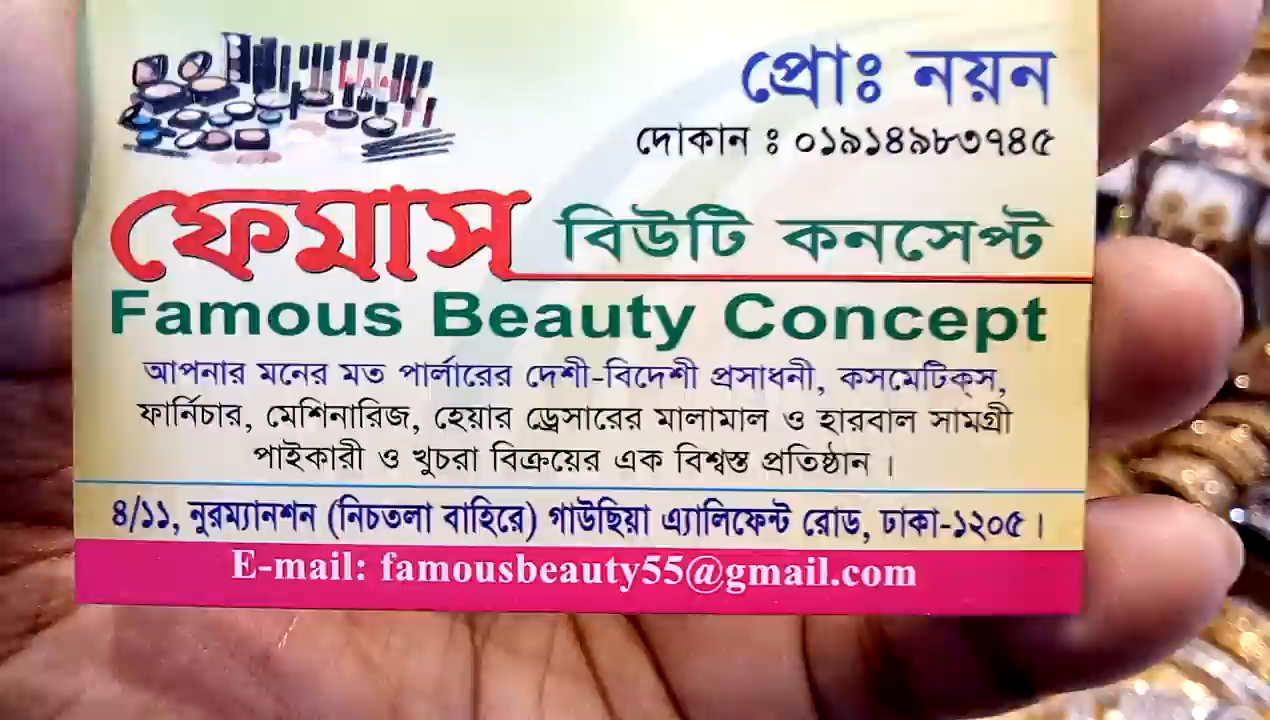 প্রোঃ নয়ন
দোকান : ০১৯১৪৯৮৩৭৪৫
ফেমাস বিউটি কনসেপ্ট
Famous Beauty Concept
আপনার মনের মত পার্লারের দেশী-বিদেশী প্রসাধনী, কসমেটিক্স,
ফার্নিচার, মেশিনারিজ, হেয়ার ড্রেসারের মালামাল ও হারবাল সামগ্রী
পাইকারী ও খুচরা বিক্রয়ের এক বিশ্বস্ত প্রতিষ্ঠান ।
৪/১১, নুরম্যানশন (নিচতলা বাহিরে) গাউছিয়া এ্যালিফেন্ট রোড, ঢাকা-১২০৫ ।
E-mail: famousbeauty55@gmail.com